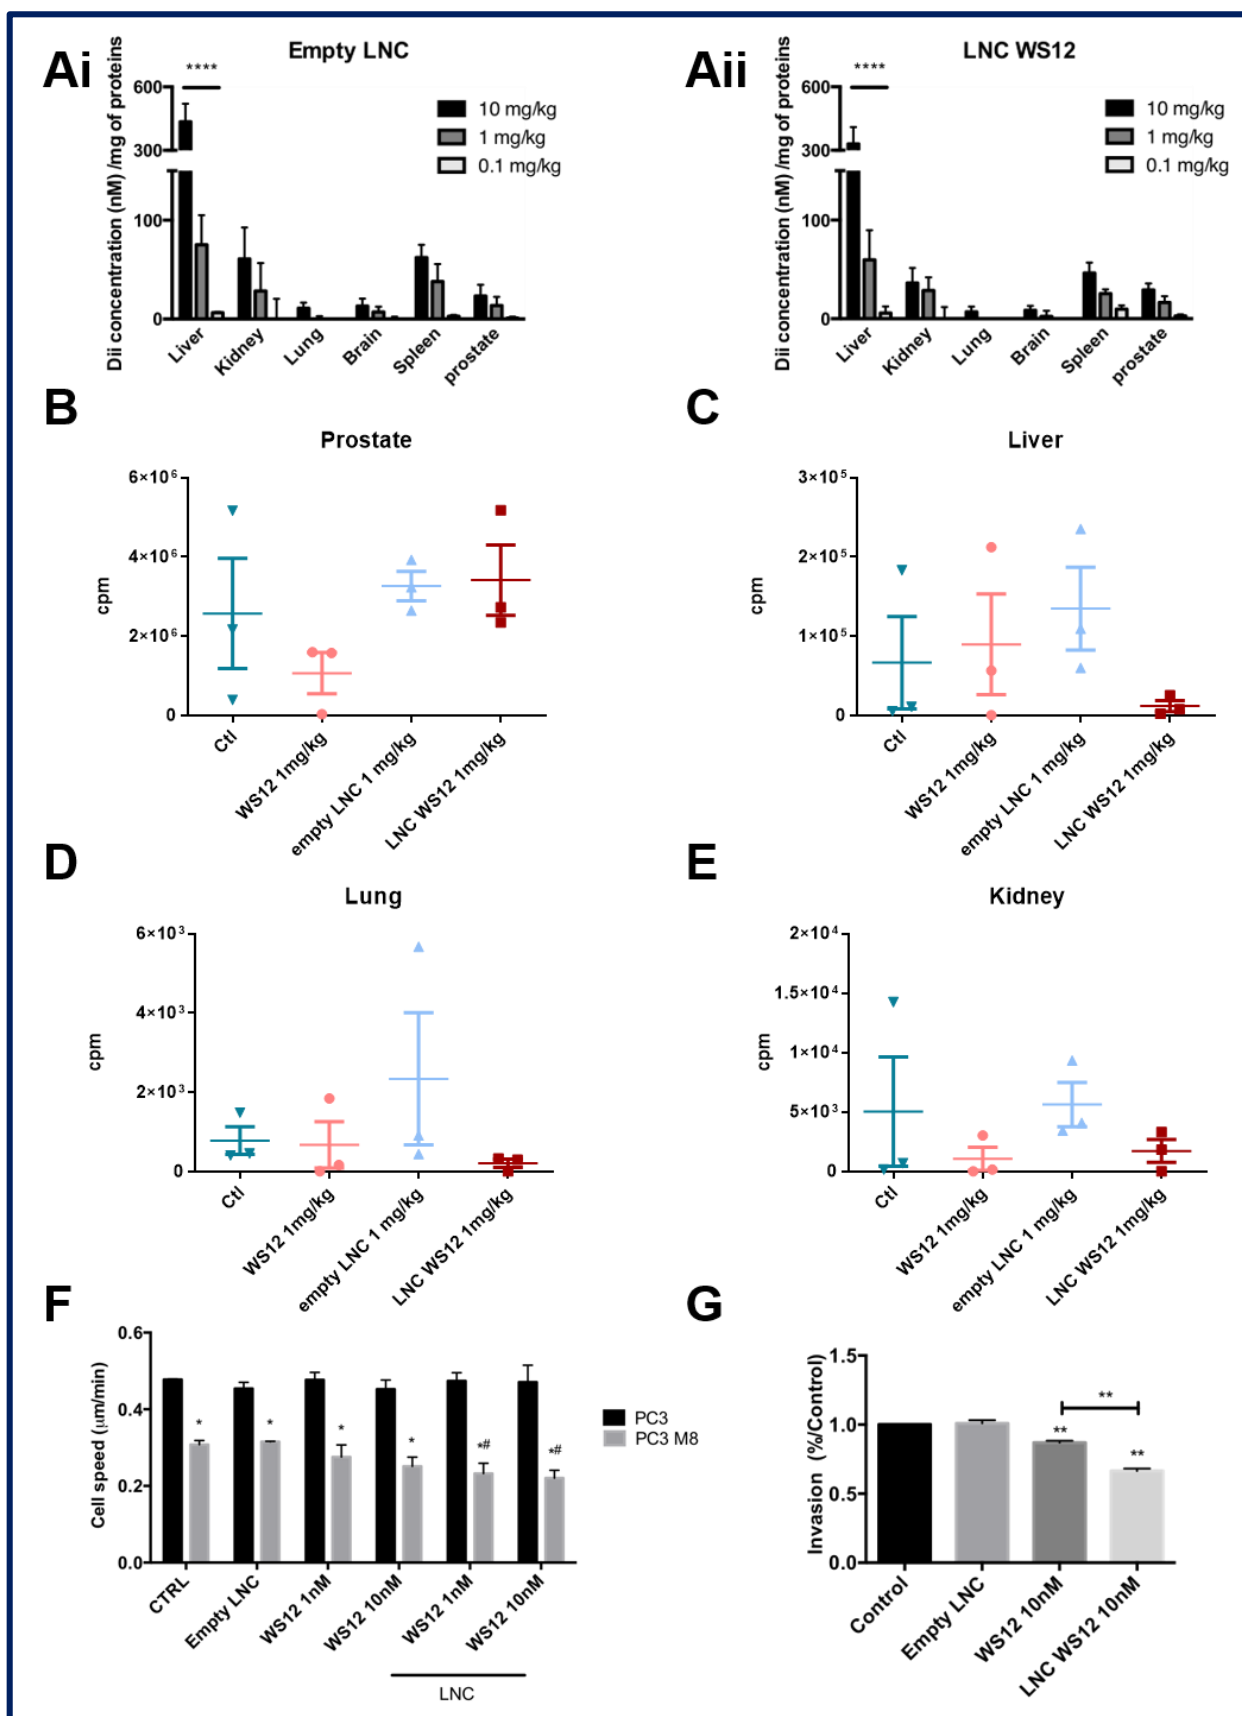 Ai
Empty LNC
Dii concentration (nM) /mg of proteins
600
300
100
0
****
10 mg/kg
1 mg/kg
0.1 mg/kg
Liver
Kidney
Lung
Brain
Spleen
prostate
Aii
LNC WS12
Dii concentration (nM) /mg of proteins
600
300
100
0
****
10 mg/kg
1 mg/kg
0.1 mg/kg
Liver
Kidney
Lung
Brain
Spleen
prostate
B
Prostate
cpm
6×10⁶
4×10⁶
2×10⁶
0
Ctl
WS12 1mg/kg
empty LNC 1 mg/kg
LNC WS12 1mg/kg
C
Liver
cpm
3×10⁵
2×10⁵
1×10⁵
0
Ctl
WS12 1mg/kg
empty LNC 1 mg/kg
LNC WS12 1mg/kg
D
Lung
cpm
6×10³
4×10³
2×10³
0
Ctl
WS12 1mg/kg
empty LNC 1 mg/kg
LNC WS12 1mg/kg
E
Kidney
cpm
2×10⁴
1.5×10⁴
1×10⁴
5×10³
0
Ctl
WS12 1mg/kg
empty LNC 1 mg/kg
LNC WS12 1mg/kg
F
Cell speed (μm/min)
0.6
0.4
0.2
0.0
*
*
*
*
*#
*#
PC3
PC3 M8
CTRL
Empty LNC
WS12 1nM
WS12 10nM
WS12 1nM
WS12 10nM
LNC
G
Invasion (%/Control)
1.5
1.0
0.5
0.0
**
**
**
Control
Empty LNC
WS12 10nM
LNC WS12 10nM